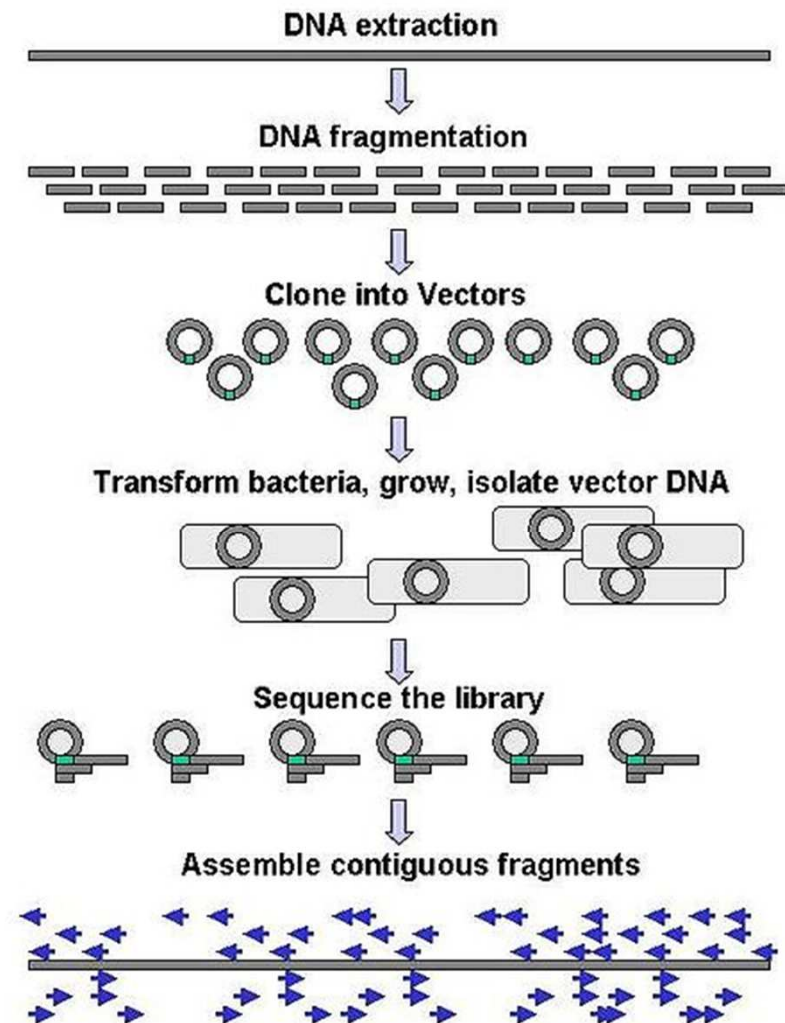 DNA extraction
DNA fragmentation
Clone into Vectors
Transform bacteria, grow, isolate vector DNA
Sequence the library
Assemble contiguous fragments